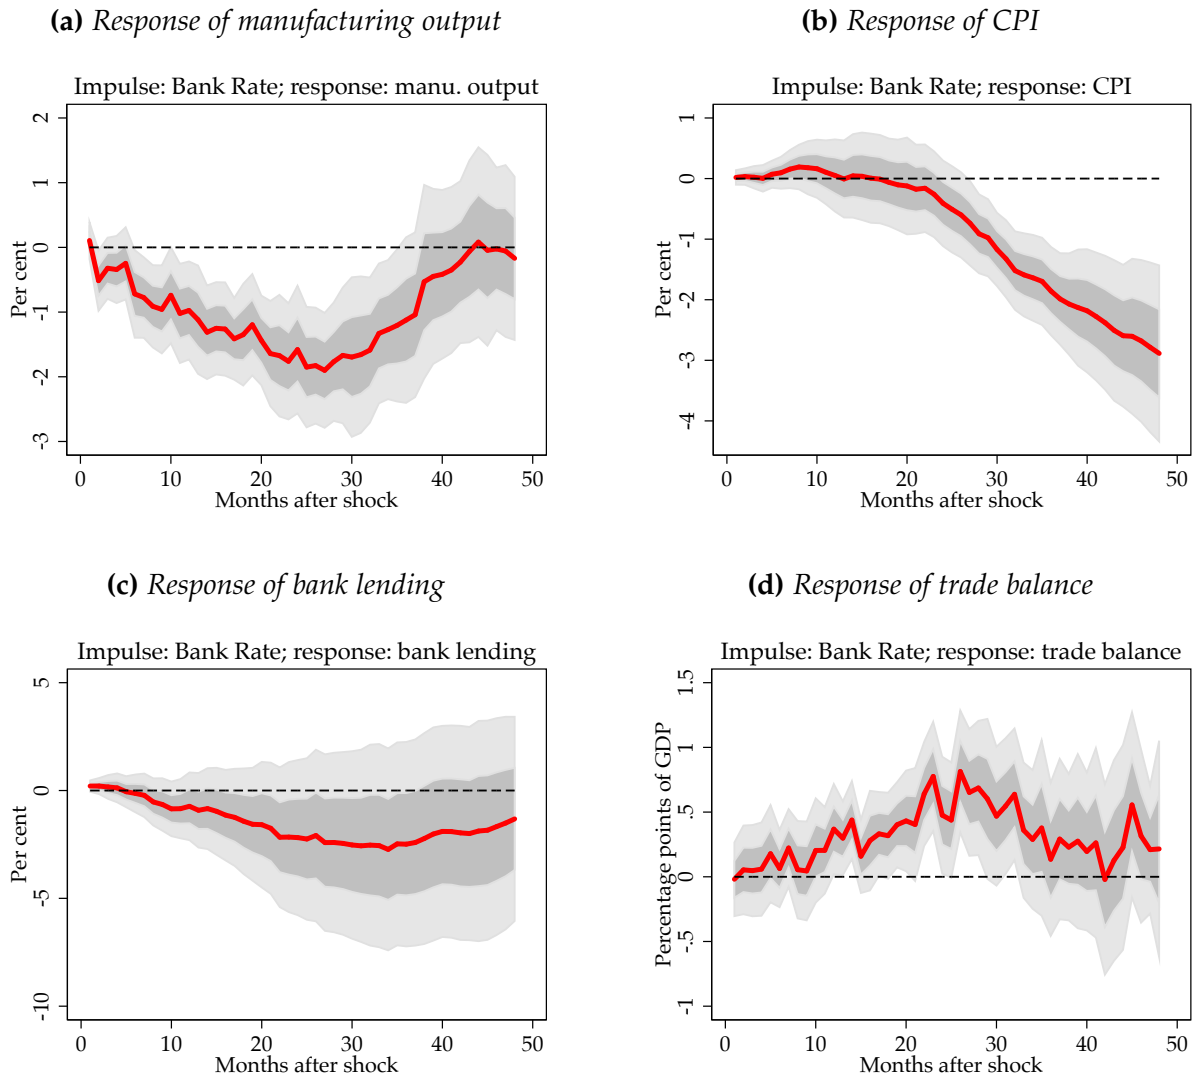 (a) Response of manufacturing output
Impulse: Bank Rate; response: manu. output
Per cent
2
1
0
-1
-2
-3
0 10 20 30 40 50
Months after shock
(b) Response of CPI
Impulse: Bank Rate; response: CPI
Per cent
1
0
-1
-2
-3
-4
0 10 20 30 40 50
Months after shock
(c) Response of bank lending
Impulse: Bank Rate; response: bank lending
Per cent
5
0
-5
-10
0 10 20 30 40 50
Months after shock
(d) Response of trade balance
Impulse: Bank Rate; response: trade balance
Percentage points of GDP
1.5
1
.5
0
-.5
-1
0 10 20 30 40 50
Months after shock